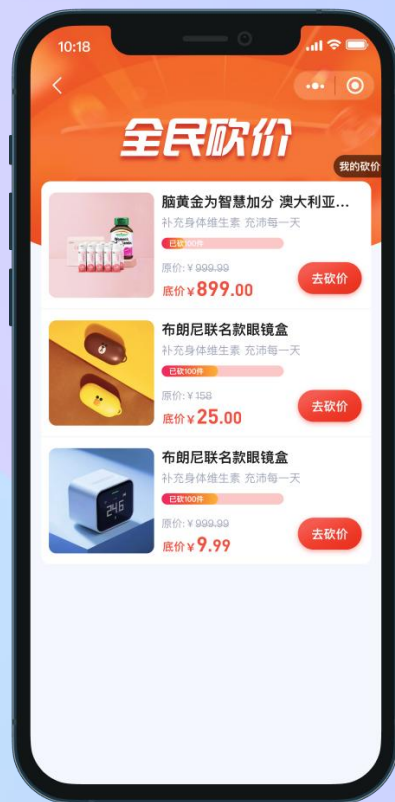 10:18
全民砍价
我的砍价
脑黄金为智慧加分 澳大利亚...
补充身体维生素 充沛每一天
已砍100件
原价:¥999.99
底价¥899.00
去砍价
布朗尼联名款眼镜盒
补充身体维生素 充沛每一天
已砍100件
原价:¥158
底价¥25.00
去砍价
布朗尼联名款眼镜盒
补充身体维生素 充沛每一天
已砍100件
原价:¥999.99
底价¥9.99
去砍价
24.6